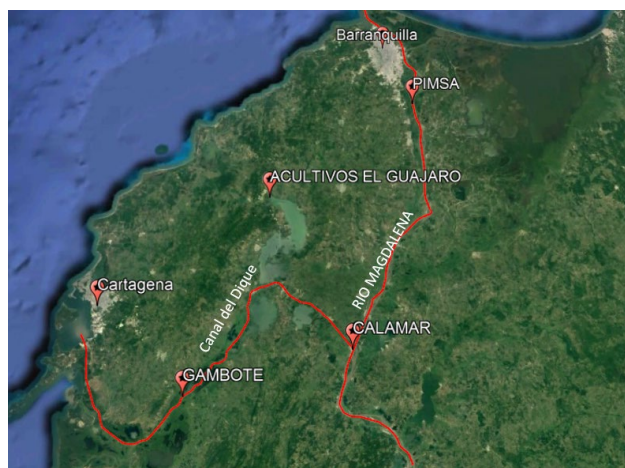 Barranquilla
PIMSA
ACULTIVOS EL GUAJARO
RIO MAGDALENA
Canal del Dique
Cartagena
CALAMAR
GAMBOTE